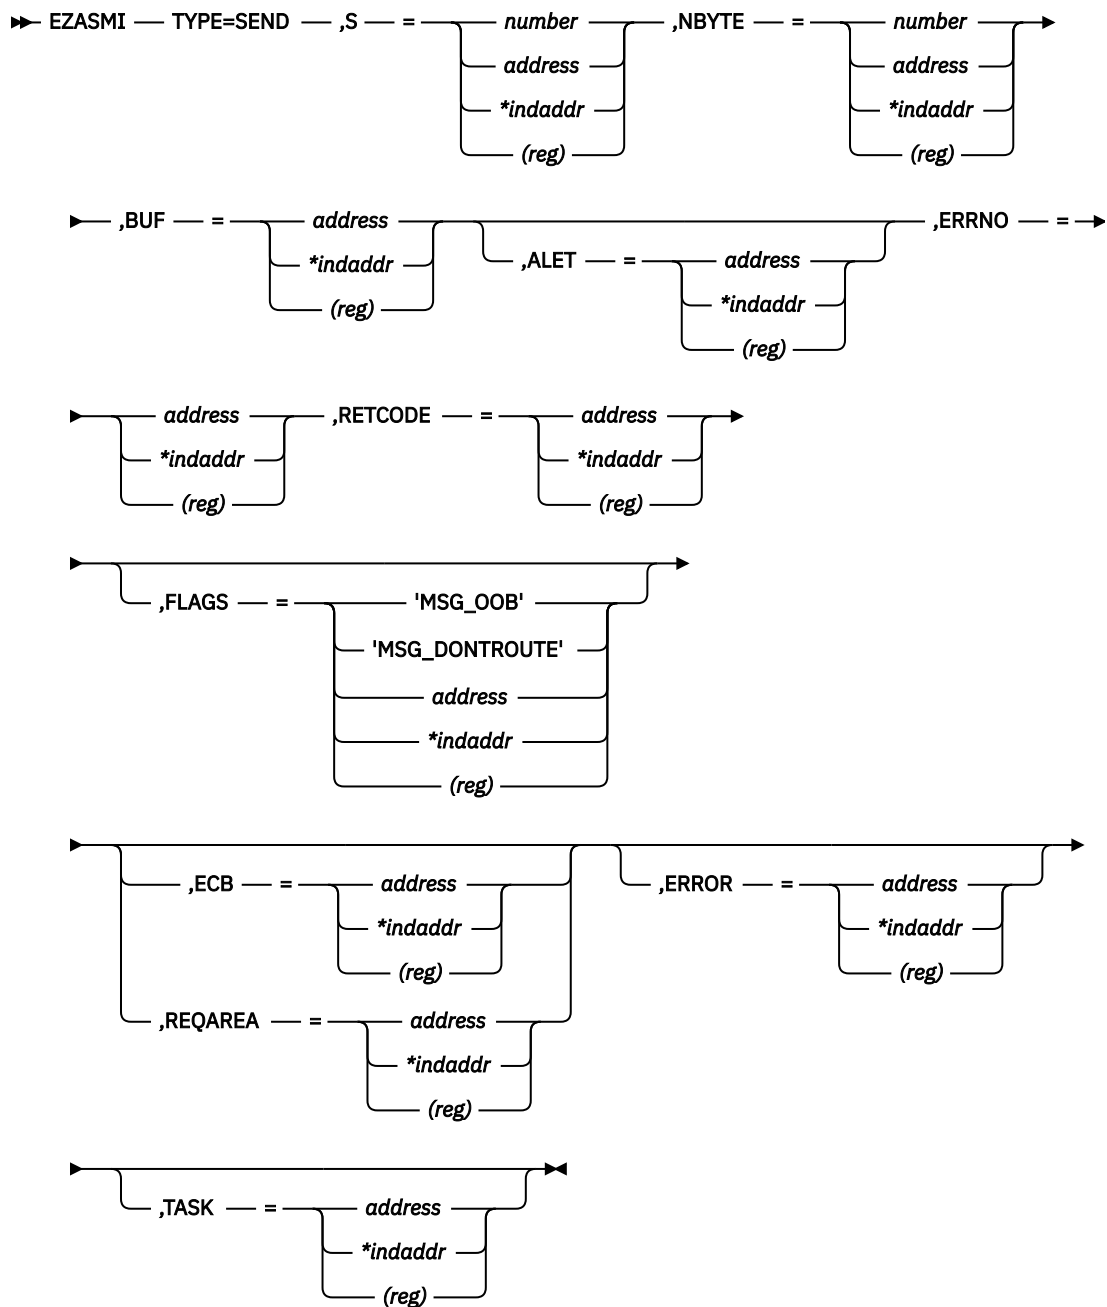 EZASMI TYPE=SEND ,S = number ,NBYTE = number
address address
*indaddr *indaddr
(reg) (reg)
,BUF = address ,ERRNO =
*indaddr ,ALET = address
(reg) *indaddr
(reg)
address ,RETCODE = address
*indaddr *indaddr
(reg) (reg)
,FLAGS = 'MSG_OOB'
'MSG_DONTROUTE'
address
*indaddr
(reg)
,ECB = address ,ERROR = address
*indaddr *indaddr
(reg) (reg)
,REQAREA = address
*indaddr
(reg)
,TASK = address
*indaddr
(reg)